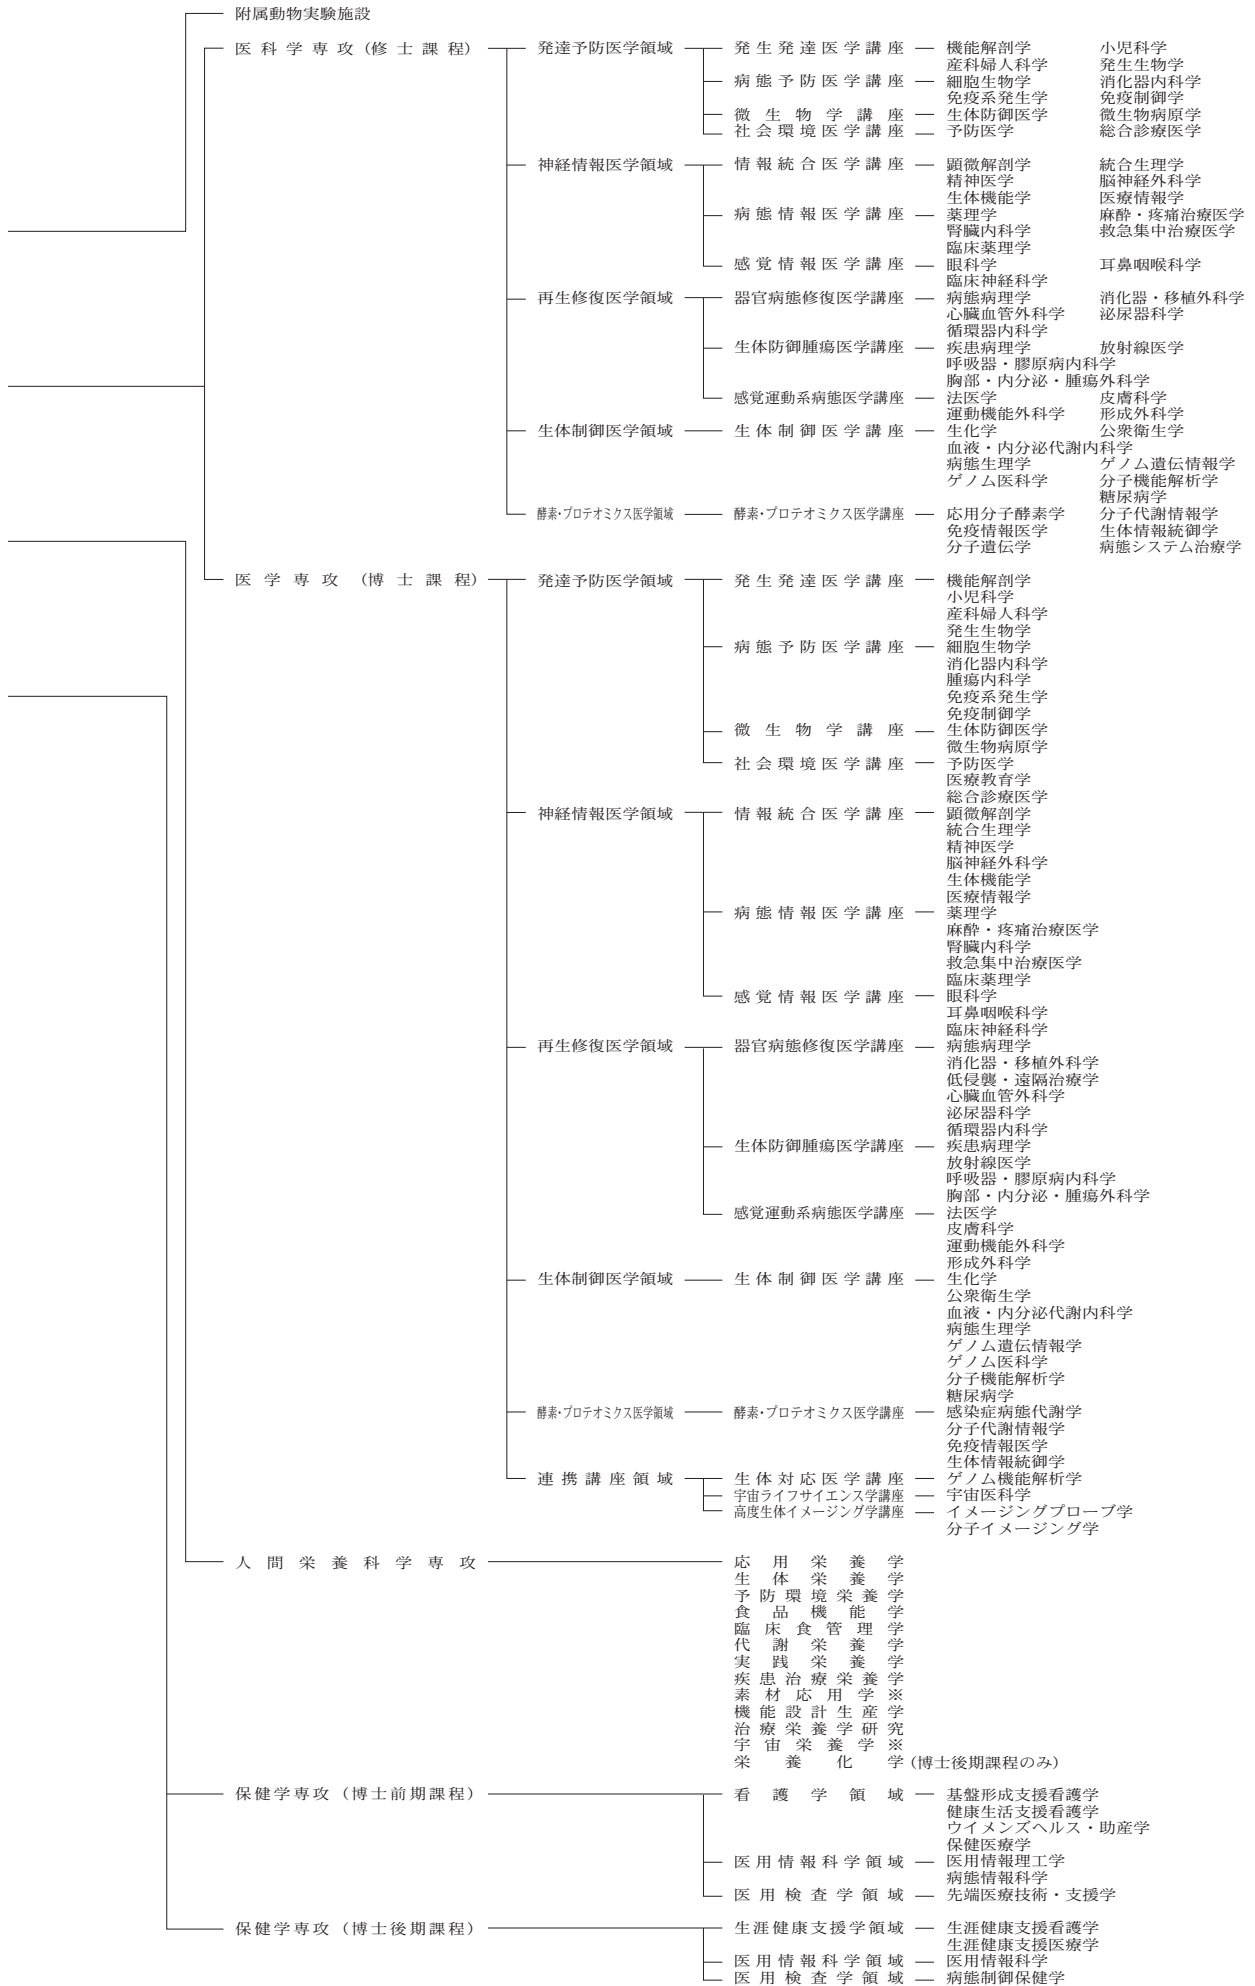 附属動物実験施設
医科学専攻(修士課程) 発達予防医学領域 発生発達医学講座 機能解剖学 小児科学
産科婦人科学 発生生物学
病態予防医学講座 細胞生物学 消化器内科学
免疫系発生学 免疫制御学
微生物学講座 生体防御医学 微生物病原学
社会環境医学講座 予防医学 総合診療医学
神経情報医学領域 情報統合医学講座 顕微解剖学 統合生理学
精神医学 脳神経外科学
生体機能学 医療情報学
病態情報医学講座 薬理学 麻酔・疼痛治療医学
腎臓内科学 救急集中治療医学
臨床薬理学
感覚情報医学講座 眼科学 耳鼻咽喉科学
臨床神経科学
再生修復医学領域 器官病態修復医学講座 病態病理学 消化器・移植外科学
心臓血管外科学 泌尿器科学
循環器内科学
生体防御腫瘍医学講座 疾患病理学 放射線医学
呼吸器・膠原病内科学
胸部・内分泌・腫瘍外科学
感覚運動系病態医学講座 法医学 皮膚科学
運動機能外科学 形成外科学
生体制御医学領域 生体制御医学講座 生化学 公衆衛生学
血液・内分泌代謝内科学
病態生理学 ゲノム遺伝情報学
ゲノム医科学 分子機能解析学
糖尿病学
酵素・プロテオミクス医学領域 酵素・プロテオミクス医学講座 応用分子酵素学 分子代謝情報学
免疫情報医学 生体情報統御学
分子遺伝学 病態システム治療学
医学専攻(博士課程) 発達予防医学領域 発生発達医学講座 機能解剖学
小児科学
産科婦人科学
発生生物学
病態予防医学講座 細胞生物学
消化器内科学
腫瘍内科学
免疫系発生学
免疫制御学
微生物学講座 生体防御医学
微生物病原学
社会環境医学講座 予防医学
医療教育学
総合診療医学
神経情報医学領域 情報統合医学講座 顕微解剖学
統合生理学
精神医学
脳神経外科学
生体機能学
医療情報学
病態情報医学講座 薬理学
麻酔・疼痛治療医学
腎臓内科学
救急集中治療医学
臨床薬理学
感覚情報医学講座 眼科学
耳鼻咽喉科学
臨床神経科学
再生修復医学領域 器官病態修復医学講座 病態病理学
消化器・移植外科学
低侵襲・遠隔治療学
心臓血管外科学
泌尿器科学
循環器内科学
生体防御腫瘍医学講座 疾患病理学
放射線医学
呼吸器・膠原病内科学
胸部・内分泌・腫瘍外科学
感覚運動系病態医学講座 法医学
皮膚科学
運動機能外科学
形成外科学
生体制御医学領域 生体制御医学講座 生化学
公衆衛生学
血液・内分泌代謝内科学
病態生理学
ゲノム遺伝情報学
ゲノム医科学
分子機能解析学
糖尿病学
酵素・プロテオミクス医学領域 酵素・プロテオミクス医学講座 感染症病態代謝学
分子代謝情報学
免疫情報医学
生体情報統御学
連携講座領域 生体対応医学講座 ゲノム機能解析学
宇宙ライフサイエンス学講座 宇宙医科学
高度生体イメージング学講座 イメージングプローブ学
分子イメージング学
人間栄養科学専攻 応用栄養学
生体栄養学
予防環境栄養学
食品機能学
臨床食管理学
代謝栄養学
実践栄養学
疾患治療栄養学
素材応用学※
機能設計生産学
治療栄養学研究
宇宙栄養学※
栄養化学(博士後期課程のみ)
保健学専攻(博士前期課程) 看護学領域 基盤形成支援看護学
健康生活支援看護学
ウイメンズヘルス・助産学
保健医療学
医用情報科学領域 医用情報理工学
病態情報科学
医用検査学領域 先端医療技術・支援学
保健学専攻(博士後期課程) 生涯健康支援学領域 生涯健康支援看護学
生涯健康支援医療学
医用情報科学領域 医用情報科学
医用検査学領域 病態制御保健学